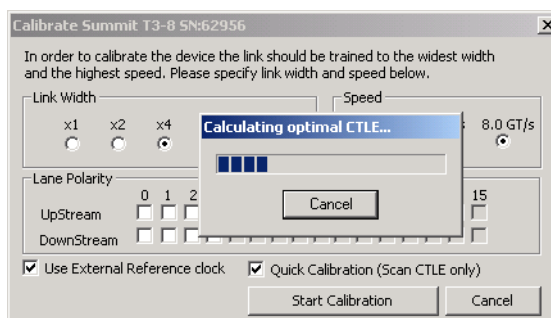 Calibrate Summit T3-8 SN:62956
In order to calibrate the device the link should be trained to the widest width
and the highest speed. Please specify link width and speed below.
Link Width
Speed
x1 x2 x4
8.0 GT/s
Calculating optimal CTLE...
Cancel
Lane Polarity
0 1 2
15
UpStream
DownStream
Use External Reference clock
Quick Calibration (Scan CTLE only)
Start Calibration
Cancel